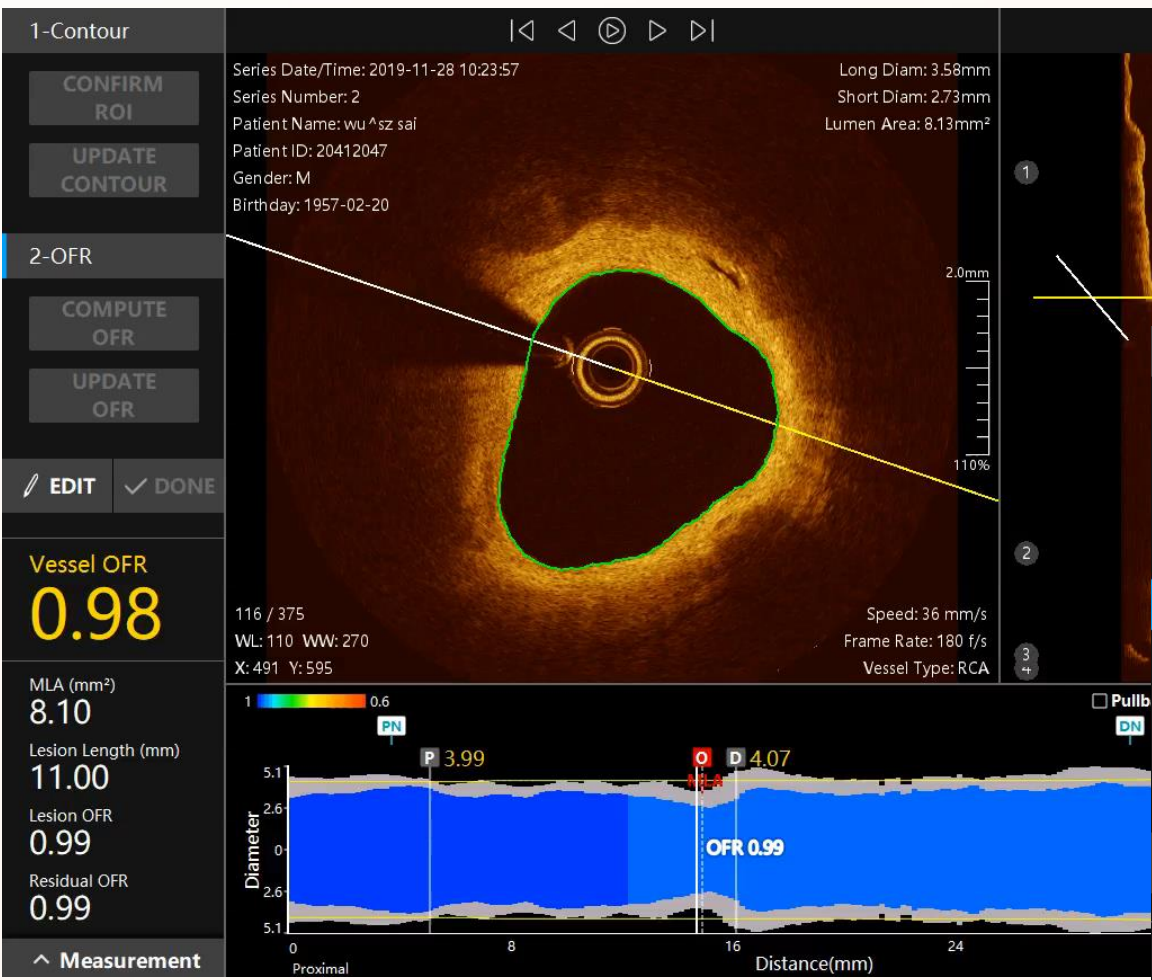 1-Contour
CONFIRM
ROI
UPDATE
CONTOUR
2-OFR
COMPUTE
OFR
UPDATE
OFR
EDIT
DONE
Vessel OFR
0.98
MLA (mm²)
8.10
Lesion Length (mm)
11.00
Lesion OFR
0.99
Residual OFR
0.99
Measurement
Series Date/Time: 2019-11-28 10:23:57
Series Number: 2
Patient Name: wu^sz sai
Patient ID: 20412047
Gender: M
Birthday: 1957-02-20
Long Diam: 3.58mm
Short Diam: 2.73mm
Lumen Area: 8.13mm²
2.0mm
110%
116 / 375
WL: 110 WW: 270
X: 491 Y: 595
Speed: 36 mm/s
Frame Rate: 180 f/s
Vessel Type: RCA
1
2
3
4
1 0.6
Pullb
PN
DN
P 3.99
O
D 4.07
MLA
5.1
2.6
0
2.6
5.1
Diameter
OFR 0.99
0 8 16 24
Proximal
Distance(mm)